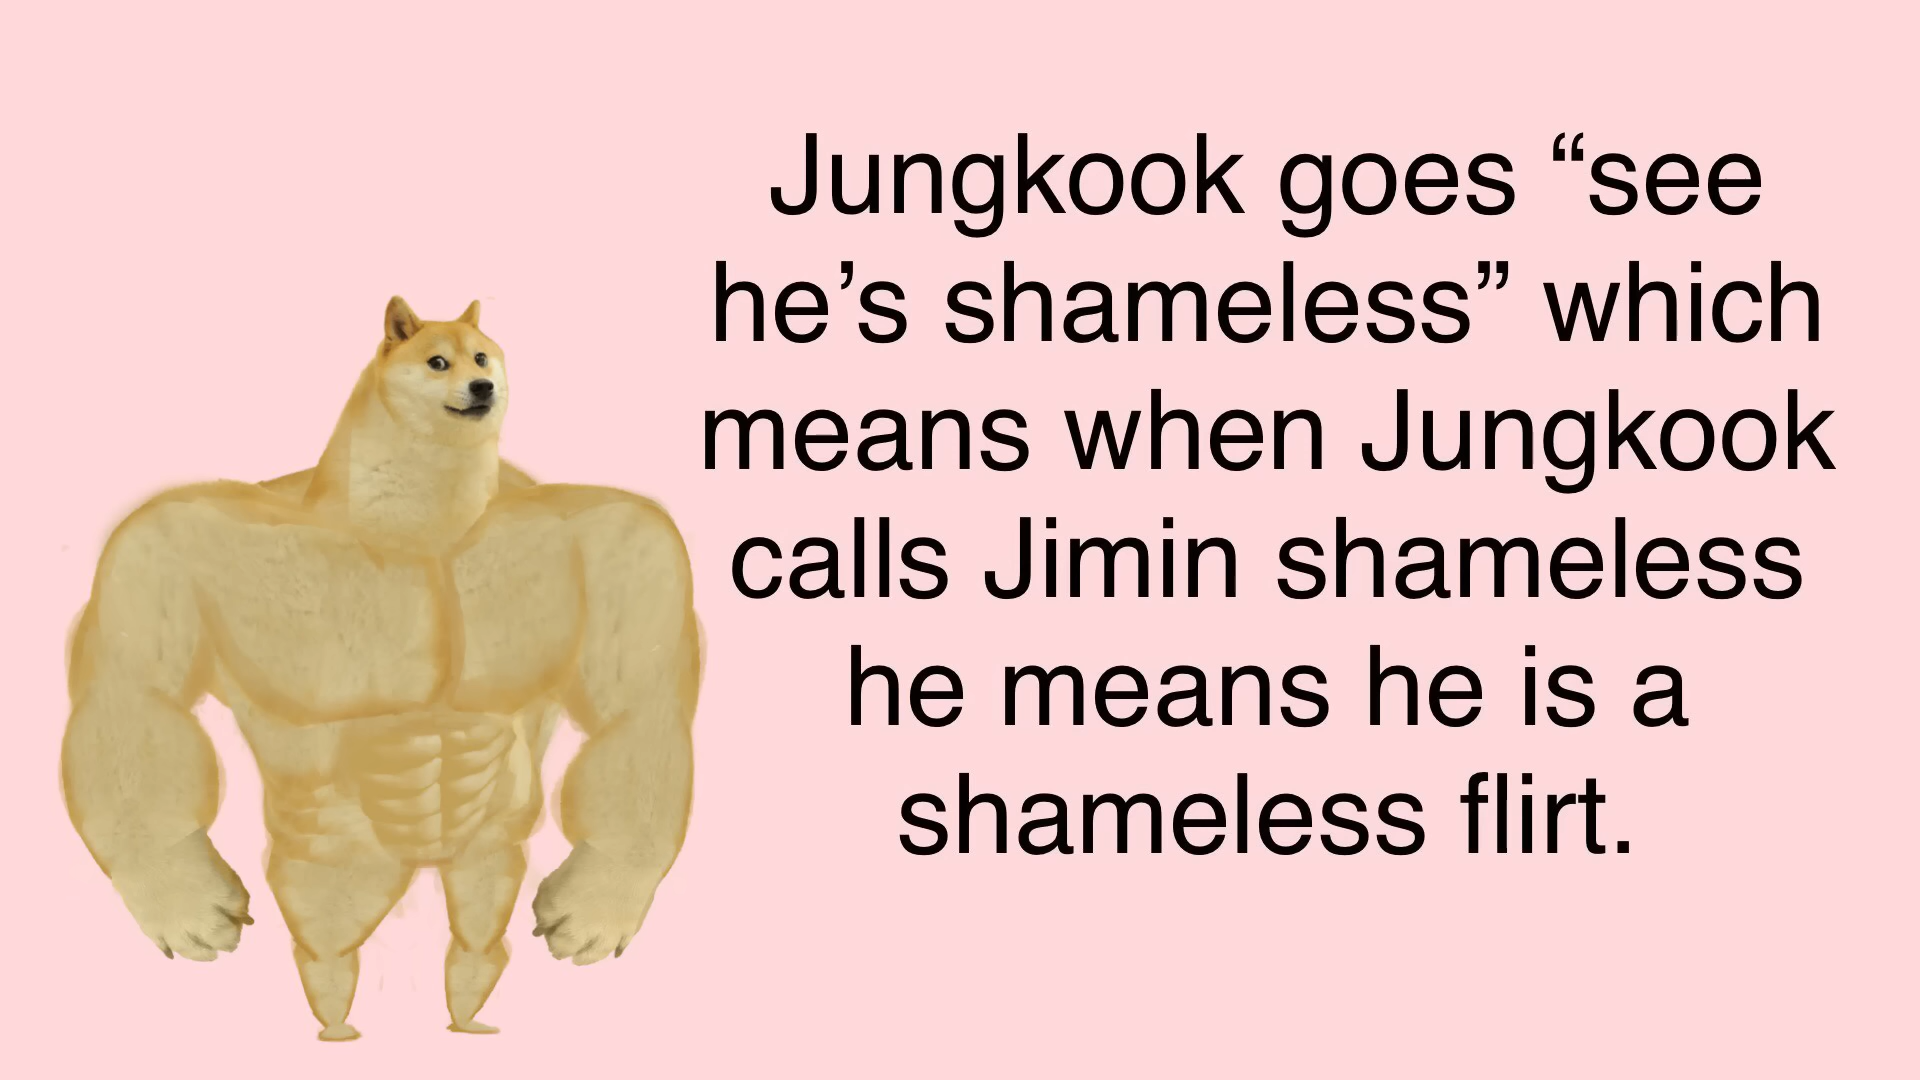 Jungkook goes “see
he’s shameless” which
means when Jungkook
calls Jimin shameless
he means he is a
shameless flirt.